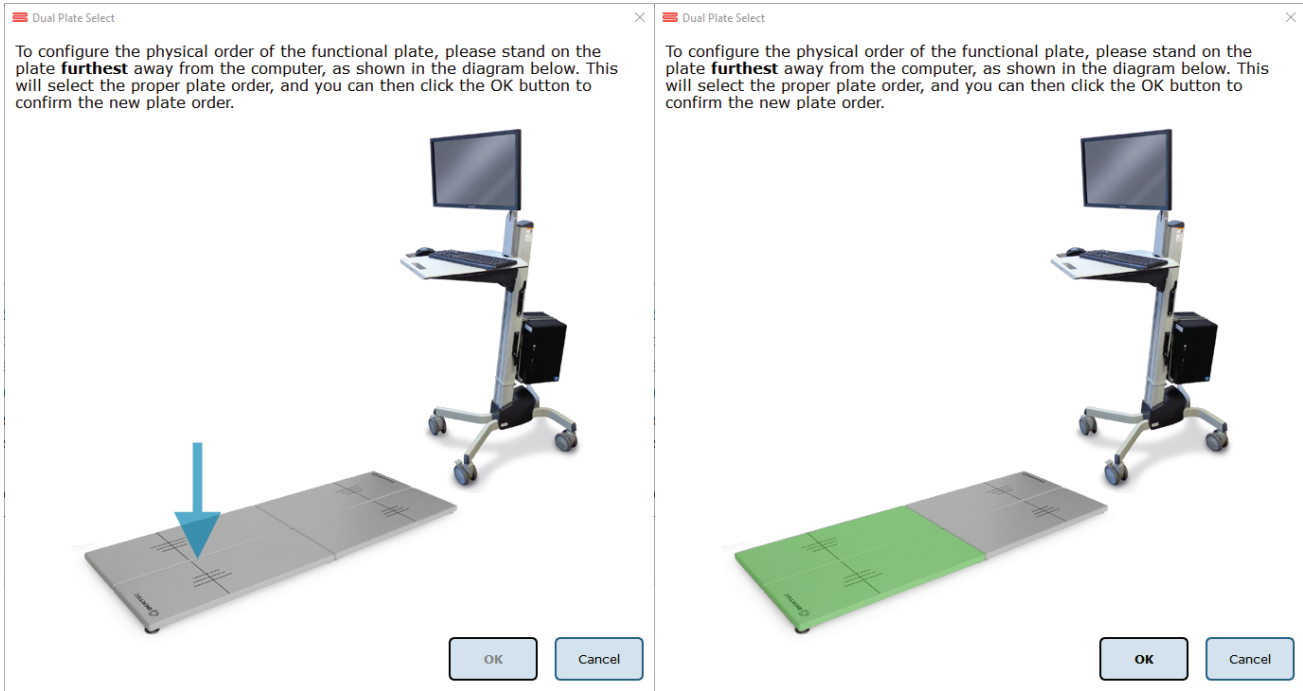 Dual Plate Select
To configure the physical order of the functional plate, please stand on the
plate furthest away from the computer, as shown in the diagram below. This
will select the proper plate order, and you can then click the OK button to
confirm the new plate order.
OK
Cancel
Dual Plate Select
To configure the physical order of the functional plate, please stand on the
plate furthest away from the computer, as shown in the diagram below. This
will select the proper plate order, and you can then click the OK button to
confirm the new plate order.
OK
Cancel